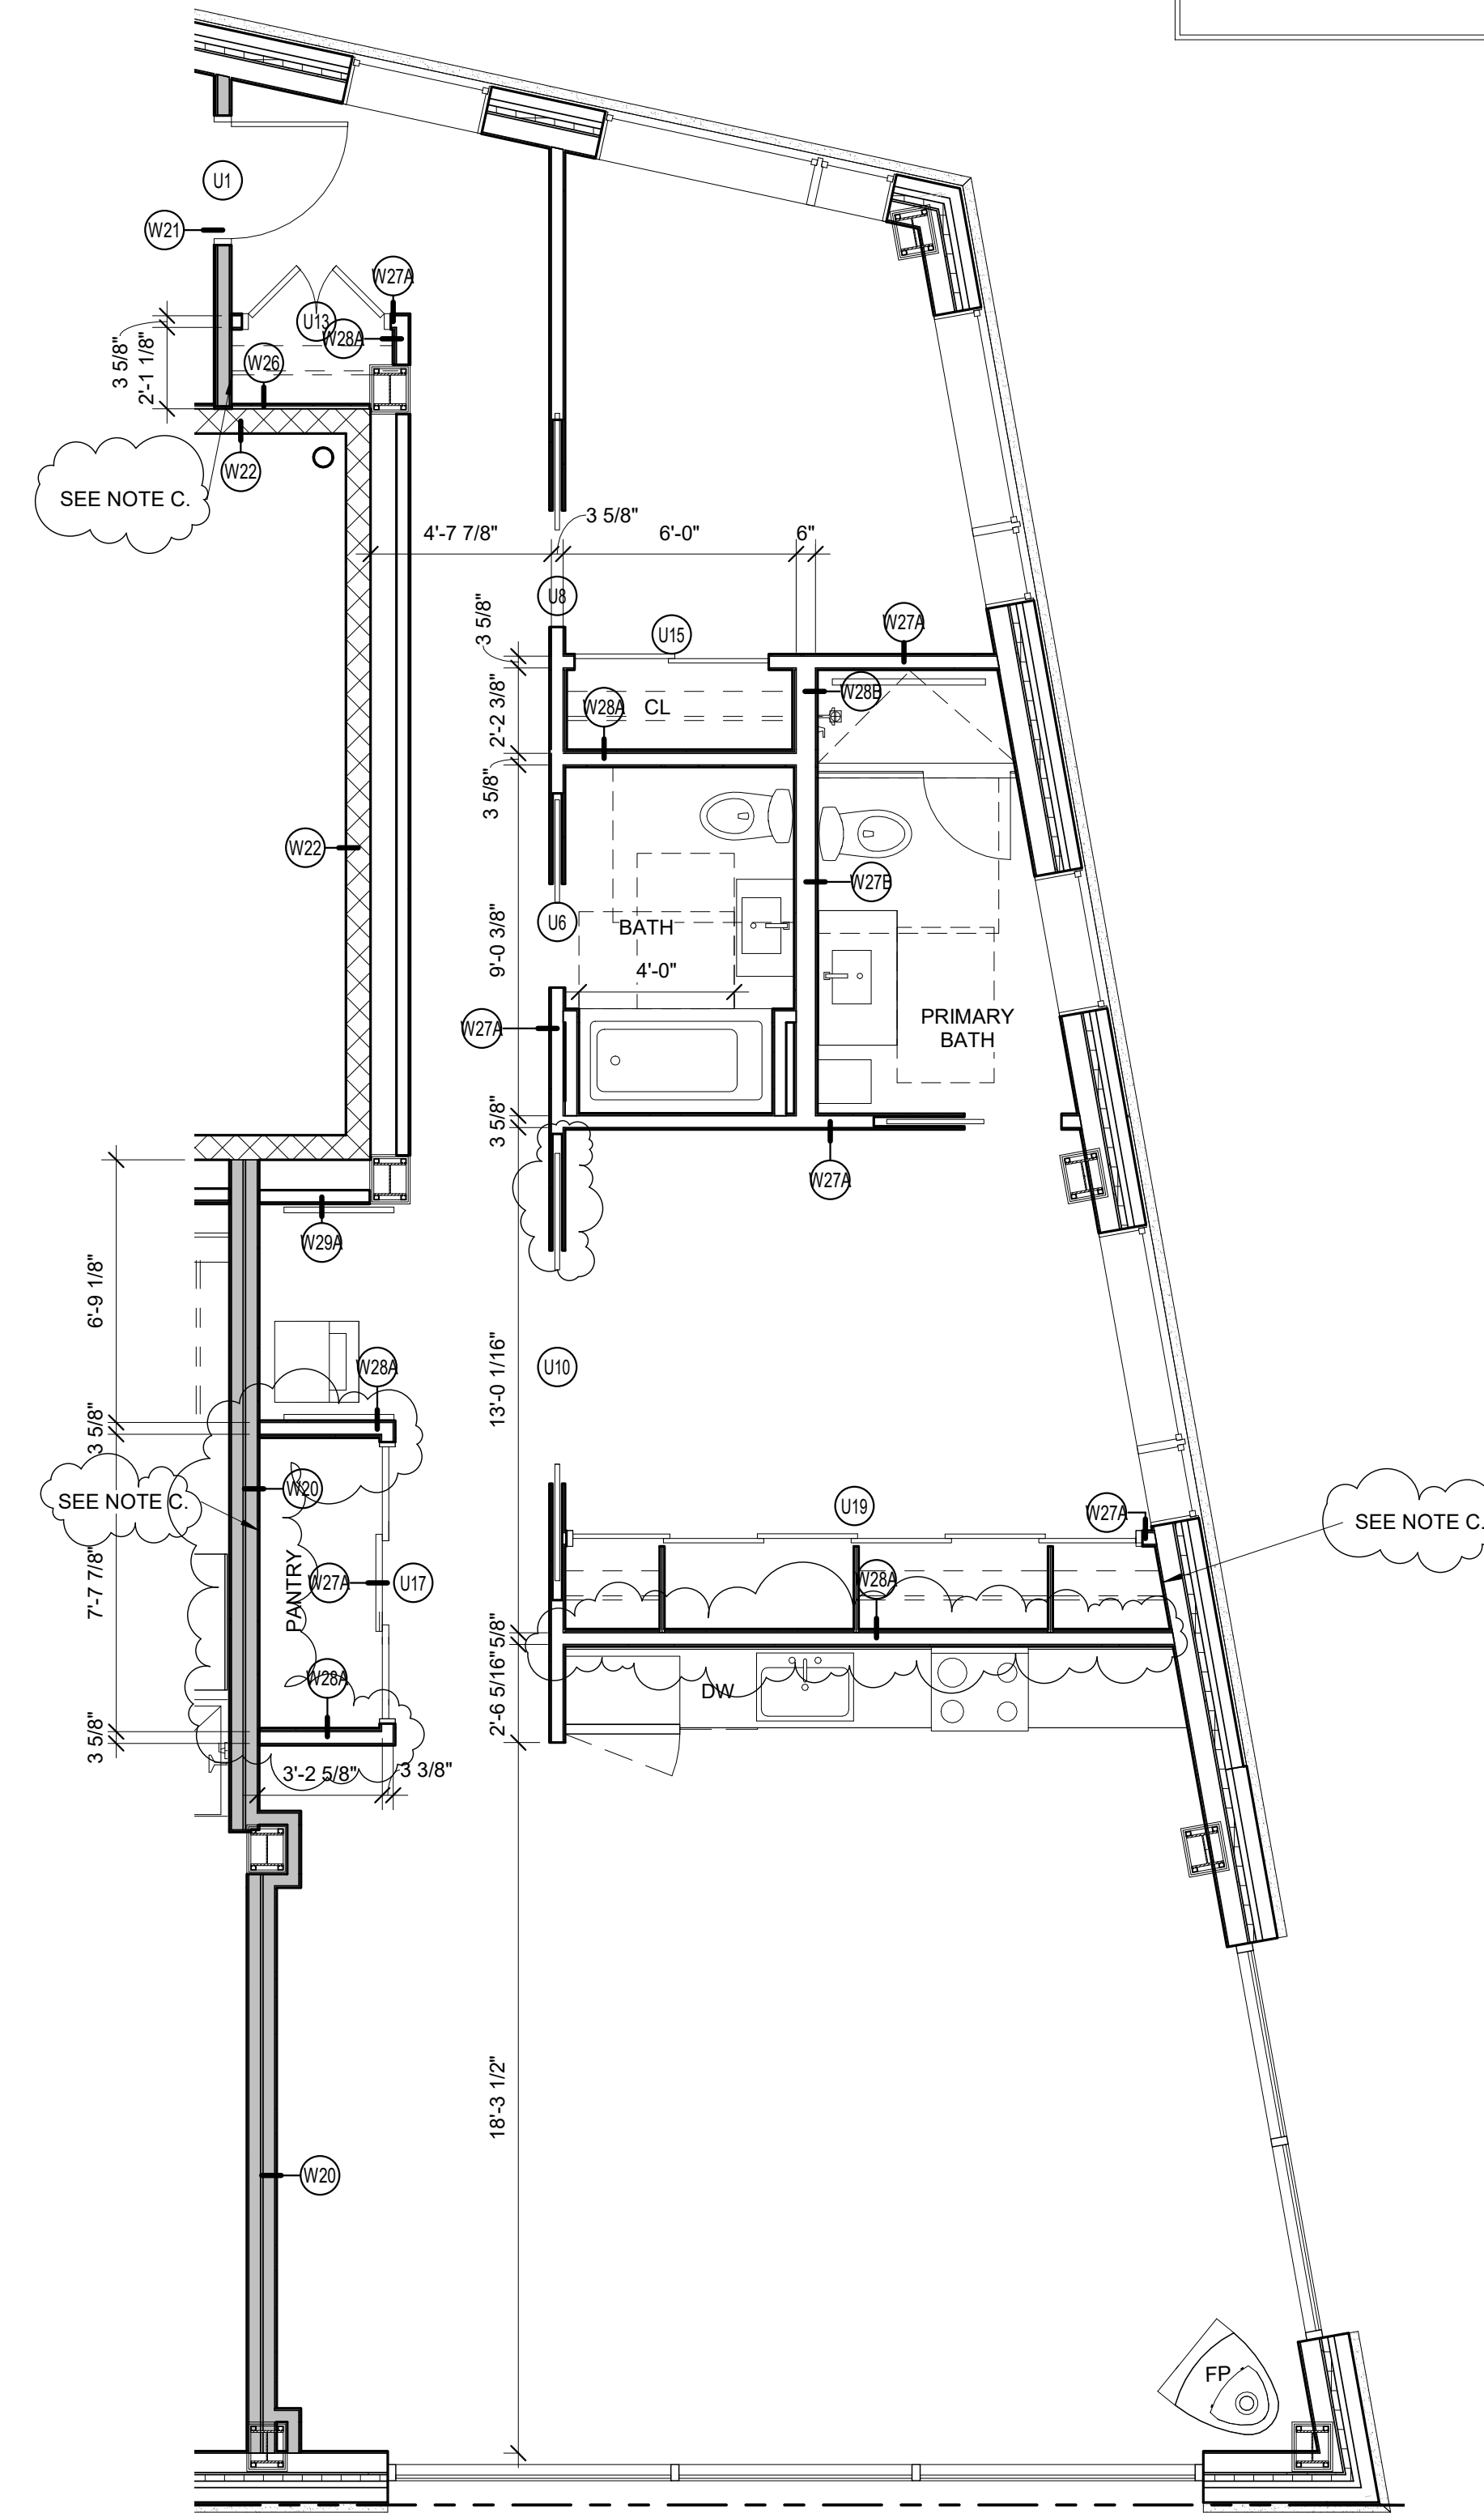 U1
W21
W27A
U13
W28A
3 5/8"
2'-1 1/8"
W26
W22
SEE NOTE C.
4'-7 7/8"
3 5/8"
6'-0"
6"
U8
3 5/8"
U15
W27A
2'-2 3/8"
W28A
CL
W28B
3 5/8"
W22
W27B
U6
BATH
9'-0 3/8"
4'-0"
W27A
PRIMARY
BATH
3 5/8"
W27A
W29A
6'-9 1/8"
13'-0 1/16"
U10
W28A
3 5/8"
SEE NOTE C.
W20
U19
W27A
SEE NOTE C.
7'-7 7/8"
PANTRY
W27A
U17
W28A
5/8"
W28A
2'-6 5/16"
DW
3 5/8"
3'-2 5/8"
3 3/8"
18'-3 1/2"
W20
FP